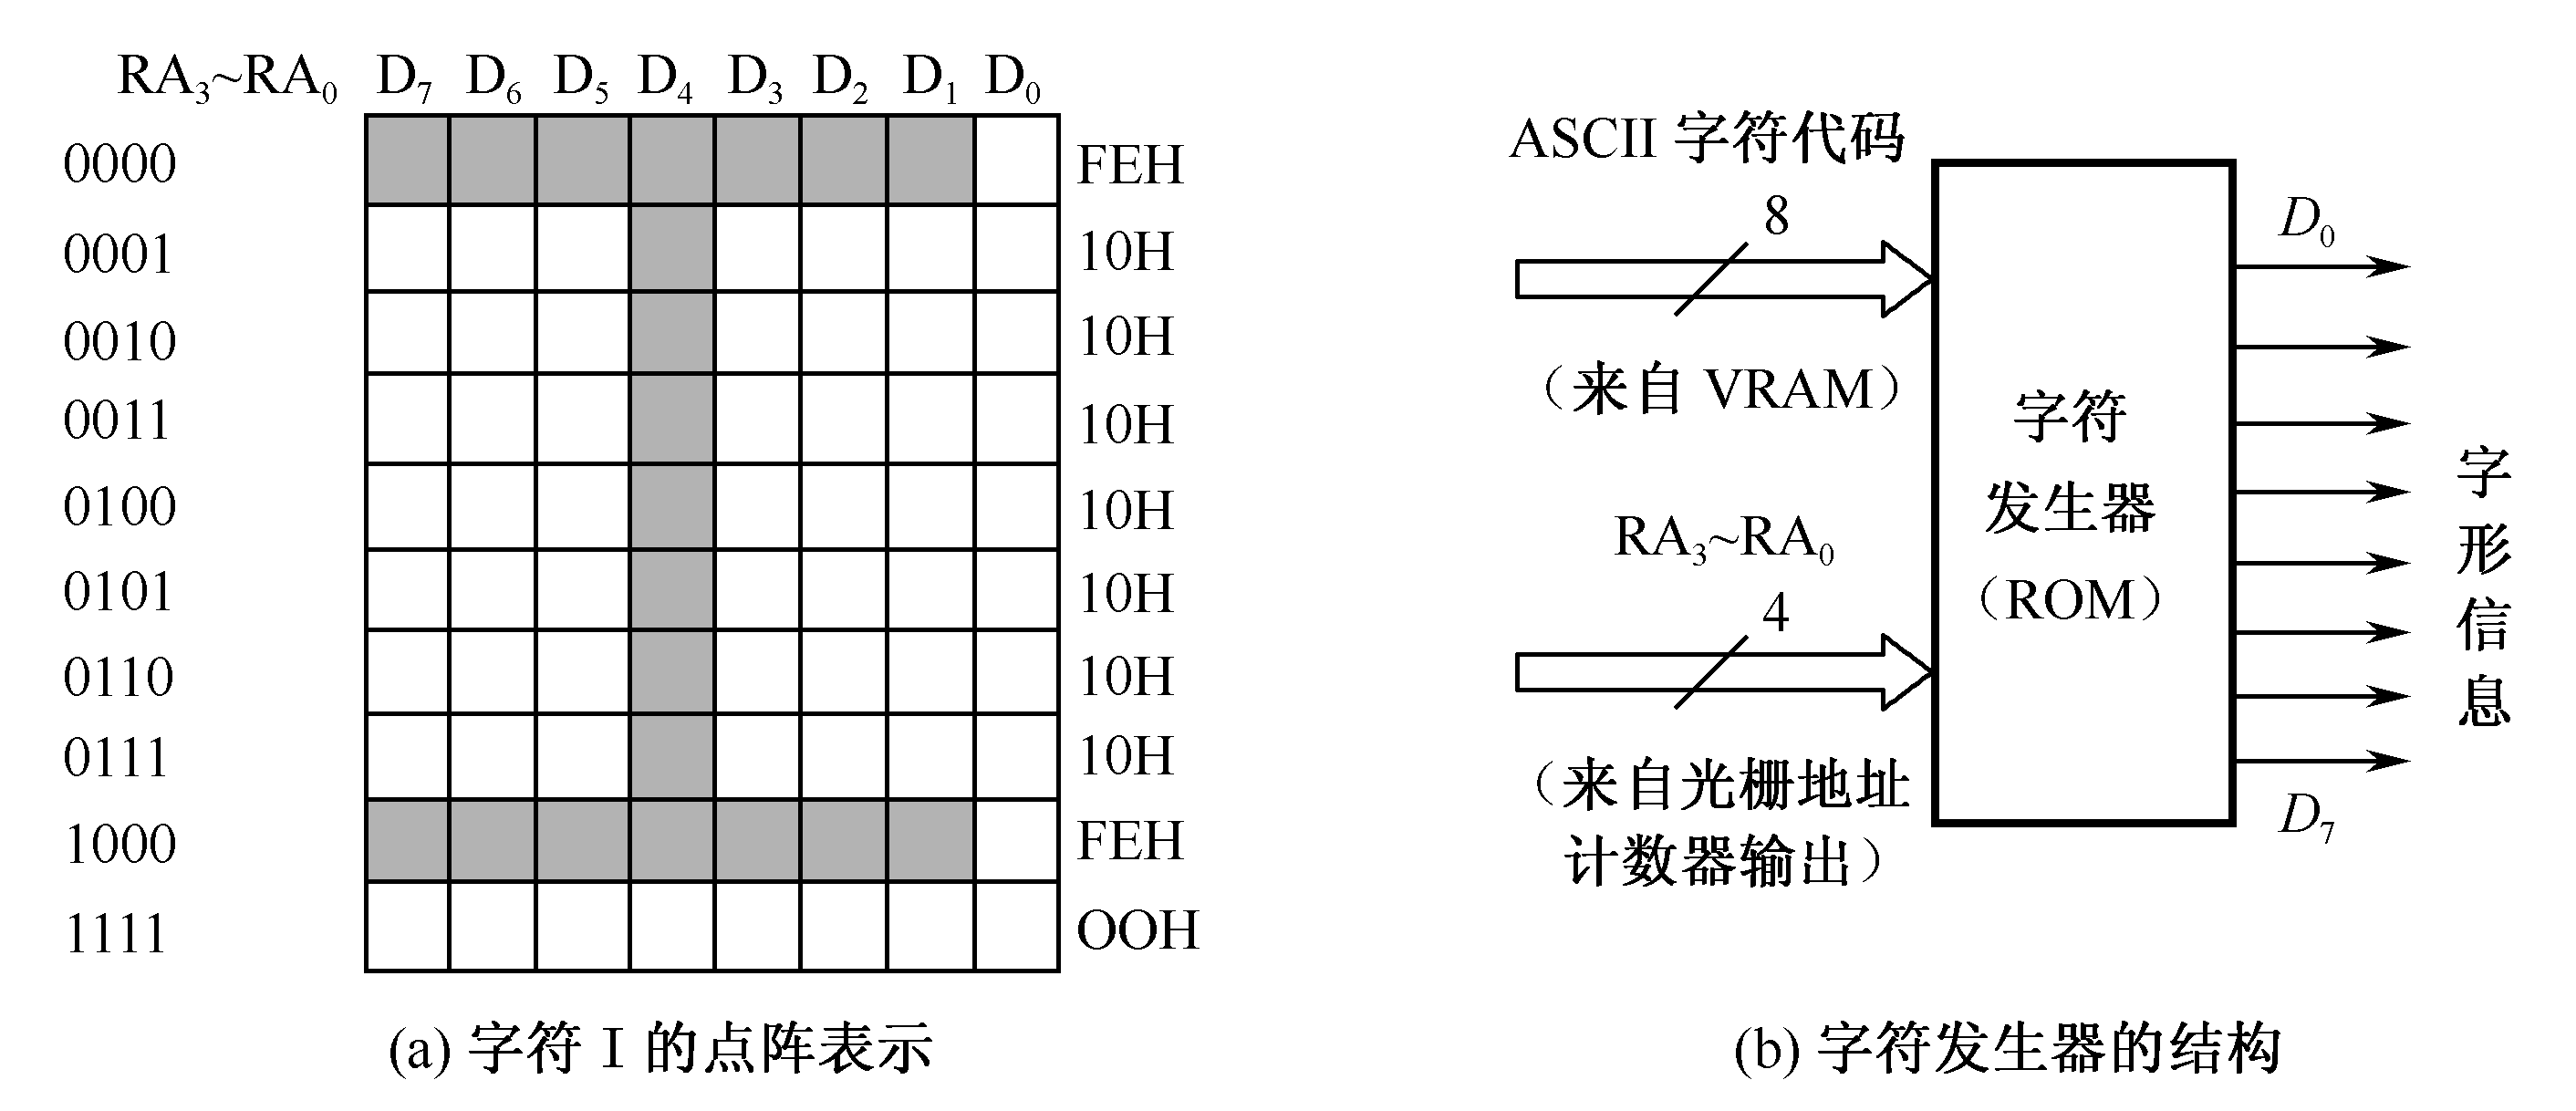 RA₃~RA₀ D₇ D₆ D₅ D₄ D₃ D₂ D₁ D₀
0000 FEH
0001 10H
0010 10H
0011 10H
0100 10H
0101 10H
0110 10H
0111 10H
1000 FEH
1111 OOH
(a) 字符 I 的点阵表示
ASCII 字符代码
8
（来自 VRAM）
RA₃~RA₀
4
（来自光栅地址
计数器输出）
字符
发生器
（ROM）
D₀
D₇
字形信息
(b) 字符发生器的结构